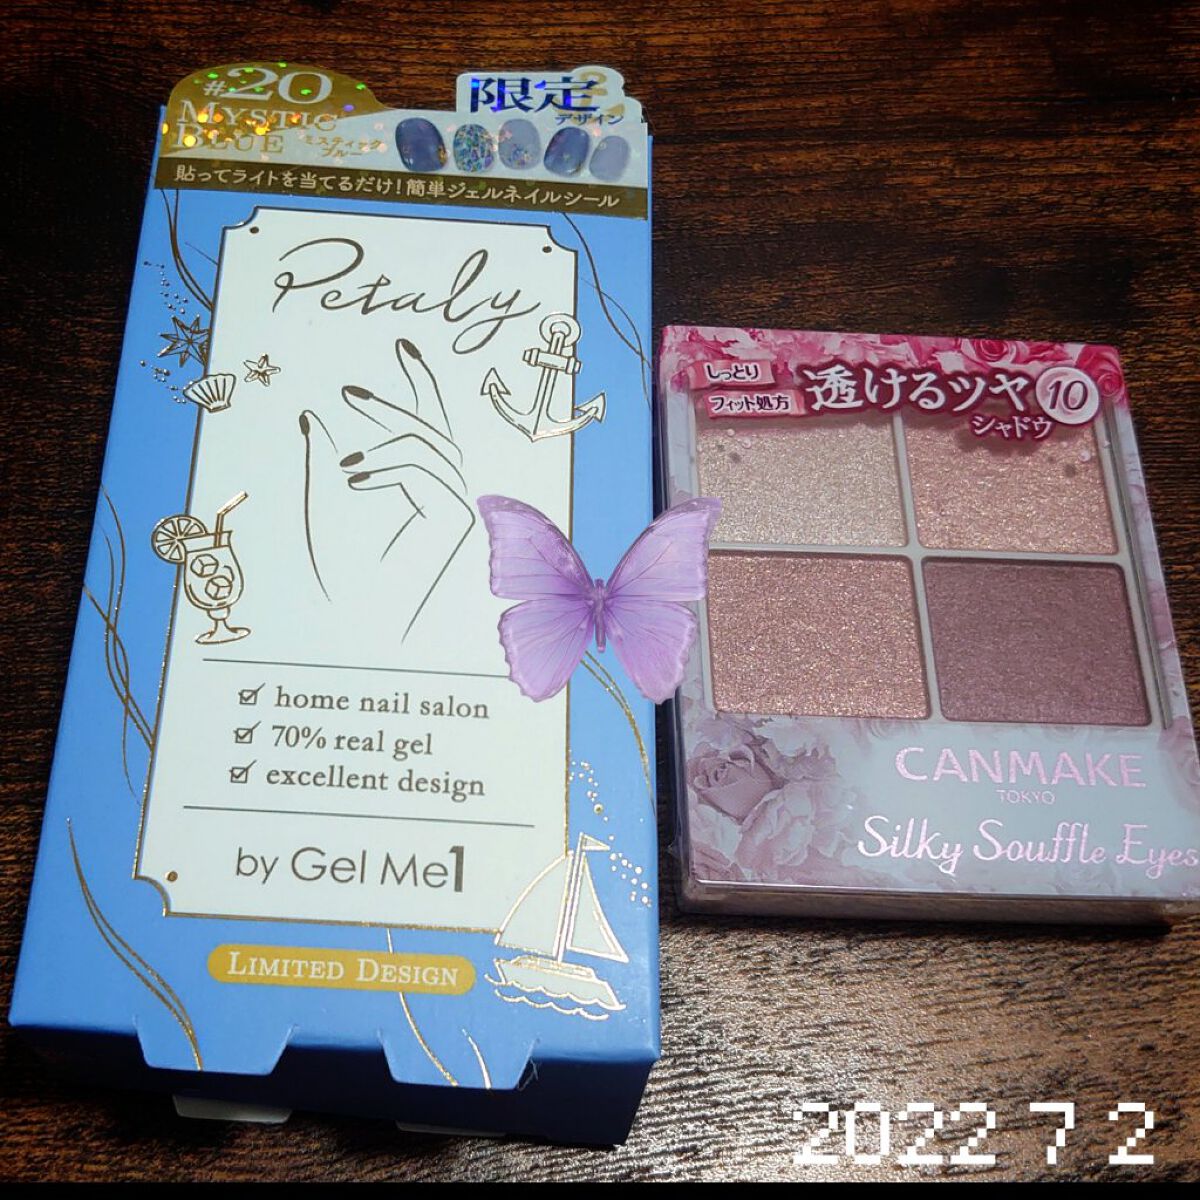 #20
MYSTIC
BLUE
ミスティック
ブルー
限定
デザイン
貼ってライトを当てるだけ!簡単ジェルネイルシール
Petaly
home nail salon
70% real gel
excellent design
by Gel Me1
LIMITED DESIGN
しっとり
フィット処方
透けるツヤ
シャドウ
10
CANMAKE
TOKYO
Silky Souffle Eyes
2022 7 2